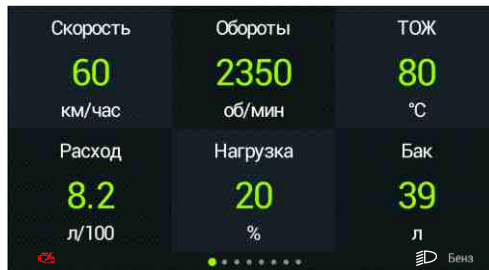 Скорость Обороты ТОЖ
60 2350 80
км/час об/мин °C
Расход Нагрузка Бак
8.2 20 39
л/100 % л
Бенз